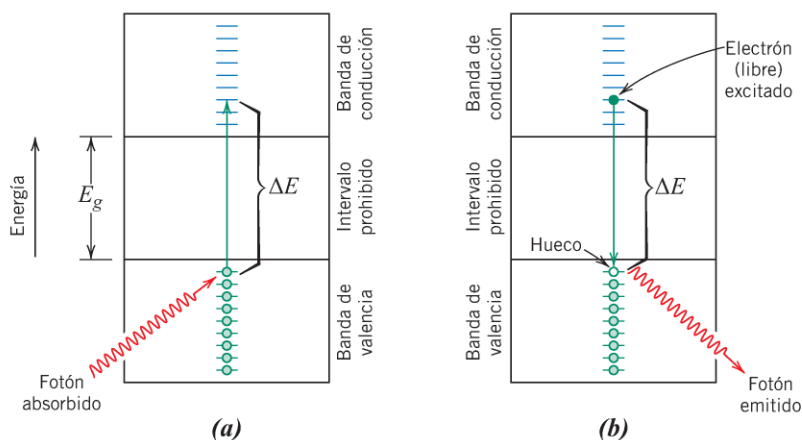 Energía
E_g
Banda de
conducción
Intervalo
prohibido
Banda de
valencia
ΔE
Fotón
absorbido
(a)
Banda de
conducción
Intervalo
prohibido
Banda de
valencia
Electrón
(libre)
excitado
ΔE
Hueco
Fotón
emitido
(b)